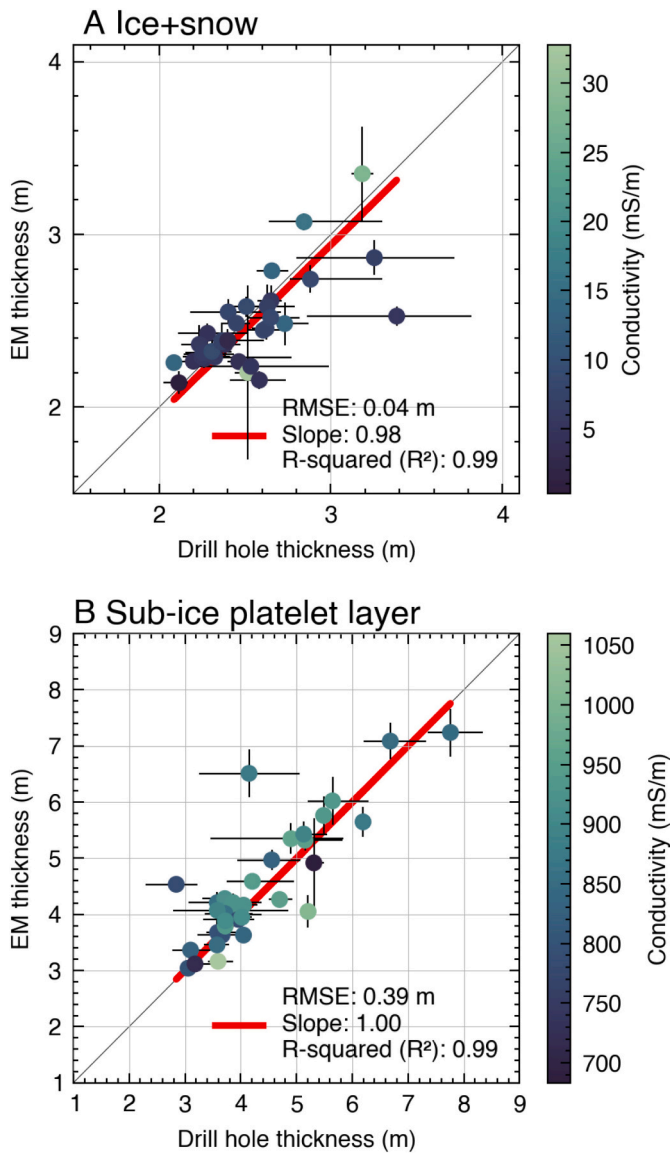 A Ice+snow
4
3
2
EM thickness (m)
RMSE: 0.04 m
Slope: 0.98
R-squared (R²): 0.99
2
3
4
Drill hole thickness (m)
30
25
20
15
10
5
Conductivity (mS/m)
B Sub-ice platelet layer
9
8
7
6
5
4
3
2
1
EM thickness (m)
RMSE: 0.39 m
Slope: 1.00
R-squared (R²): 0.99
1 2 3 4 5 6 7 8 9
Drill hole thickness (m)
1050
1000
950
900
850
800
750
700
Conductivity (mS/m)